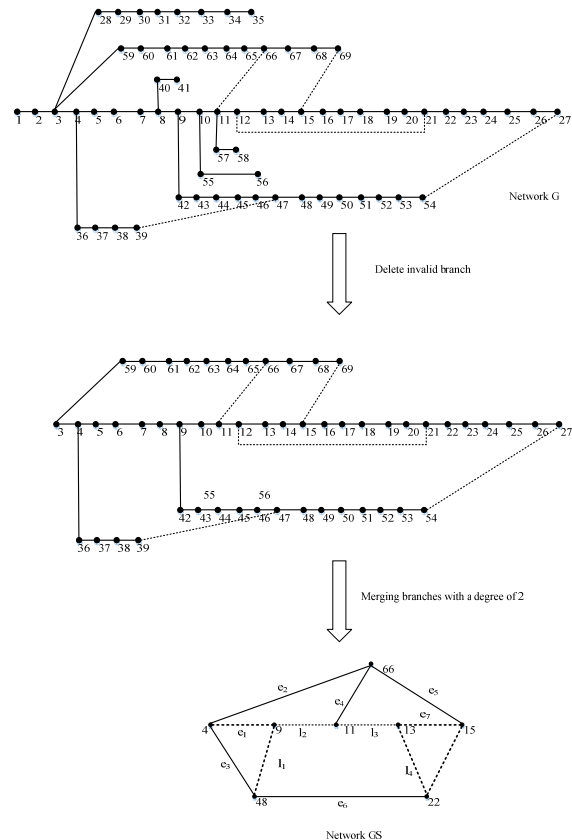 28 29 30 31 32 33 34 35
59 60 61 62 63 64 65 66 67 68 69
40 41
1 2 3 4 5 6 7 8 9 10 11 12 13 14 15 16 17 18 19 20 21 22 23 24 25 26 27
57 58
55 56
42 43 44 45 46 47 48 49 50 51 52 53 54
Network G
36 37 38 39
Delete invalid branch
59 60 61 62 63 64 65 66 67 68 69
3 4 5 6 7 8 9 10 11 12 13 14 15 16 17 18 19 20 21 22 23 24 25 26 27
55 56
42 43 44 45 46 47 48 49 50 51 52 53 54
36 37 38 39
Merging branches with a degree of 2
66
e2 e4 e5
e7
4 e1 9 l2 11 l3 13 15
e3 l1 l4
48 e6 22
Network GS